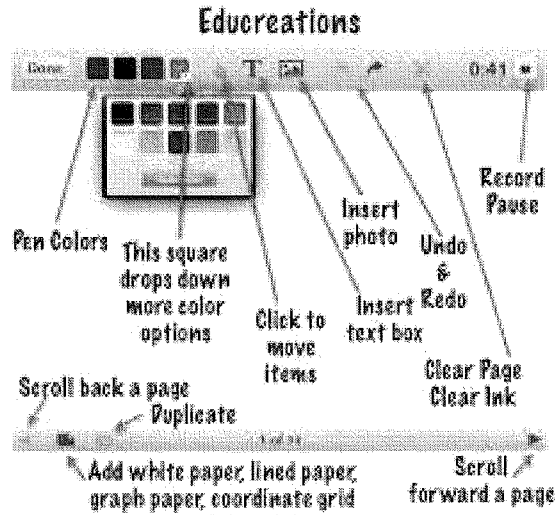 Educreations
Done
T
0:41
Record
Pause
Insert
photo
Undo
&
Redo
Pen Colors
This square
drops down
more color
options
Click to
move
items
Insert
text box
Clear Page
Clear Ink
Scroll back a page
Duplicate
Add white paper, lined paper,
graph paper, coordinate grid
Scroll
forward a page